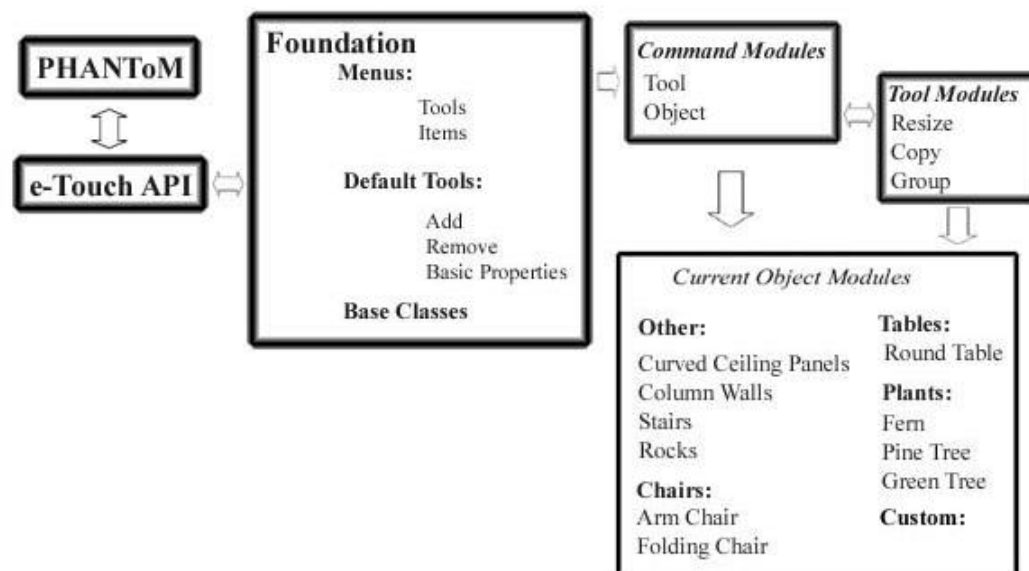 PHANToM
e-Touch API
Foundation
Menus:
Tools
Items
Default Tools:
Add
Remove
Basic Properties
Base Classes
Command Modules
Tool
Object
Tool Modules
Resize
Copy
Group
Current Object Modules
Other:
Curved Ceiling Panels
Column Walls
Stairs
Rocks
Chairs:
Arm Chair
Folding Chair
Tables:
Round Table
Plants:
Fern
Pine Tree
Green Tree
Custom: